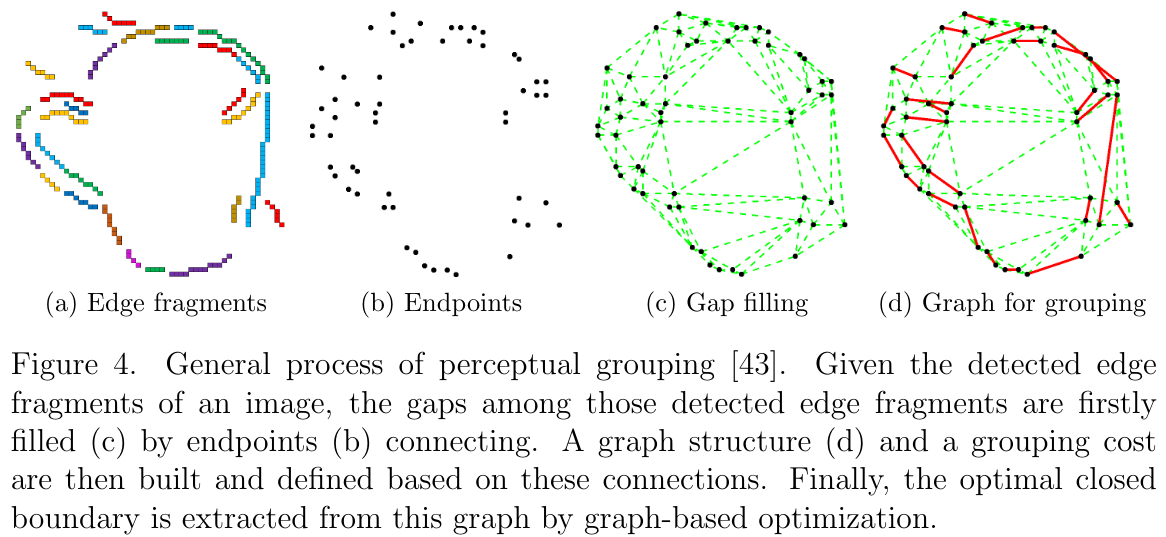 (a) Edge fragments (b) Endpoints (c) Gap filling (d) Graph for grouping
Figure 4. General process of perceptual grouping [43]. Given the detected edge
fragments of an image, the gaps among those detected edge fragments are firstly
filled (c) by endpoints (b) connecting. A graph structure (d) and a grouping cost
are then built and defined based on these connections. Finally, the optimal closed
boundary is extracted from this graph by graph-based optimization.